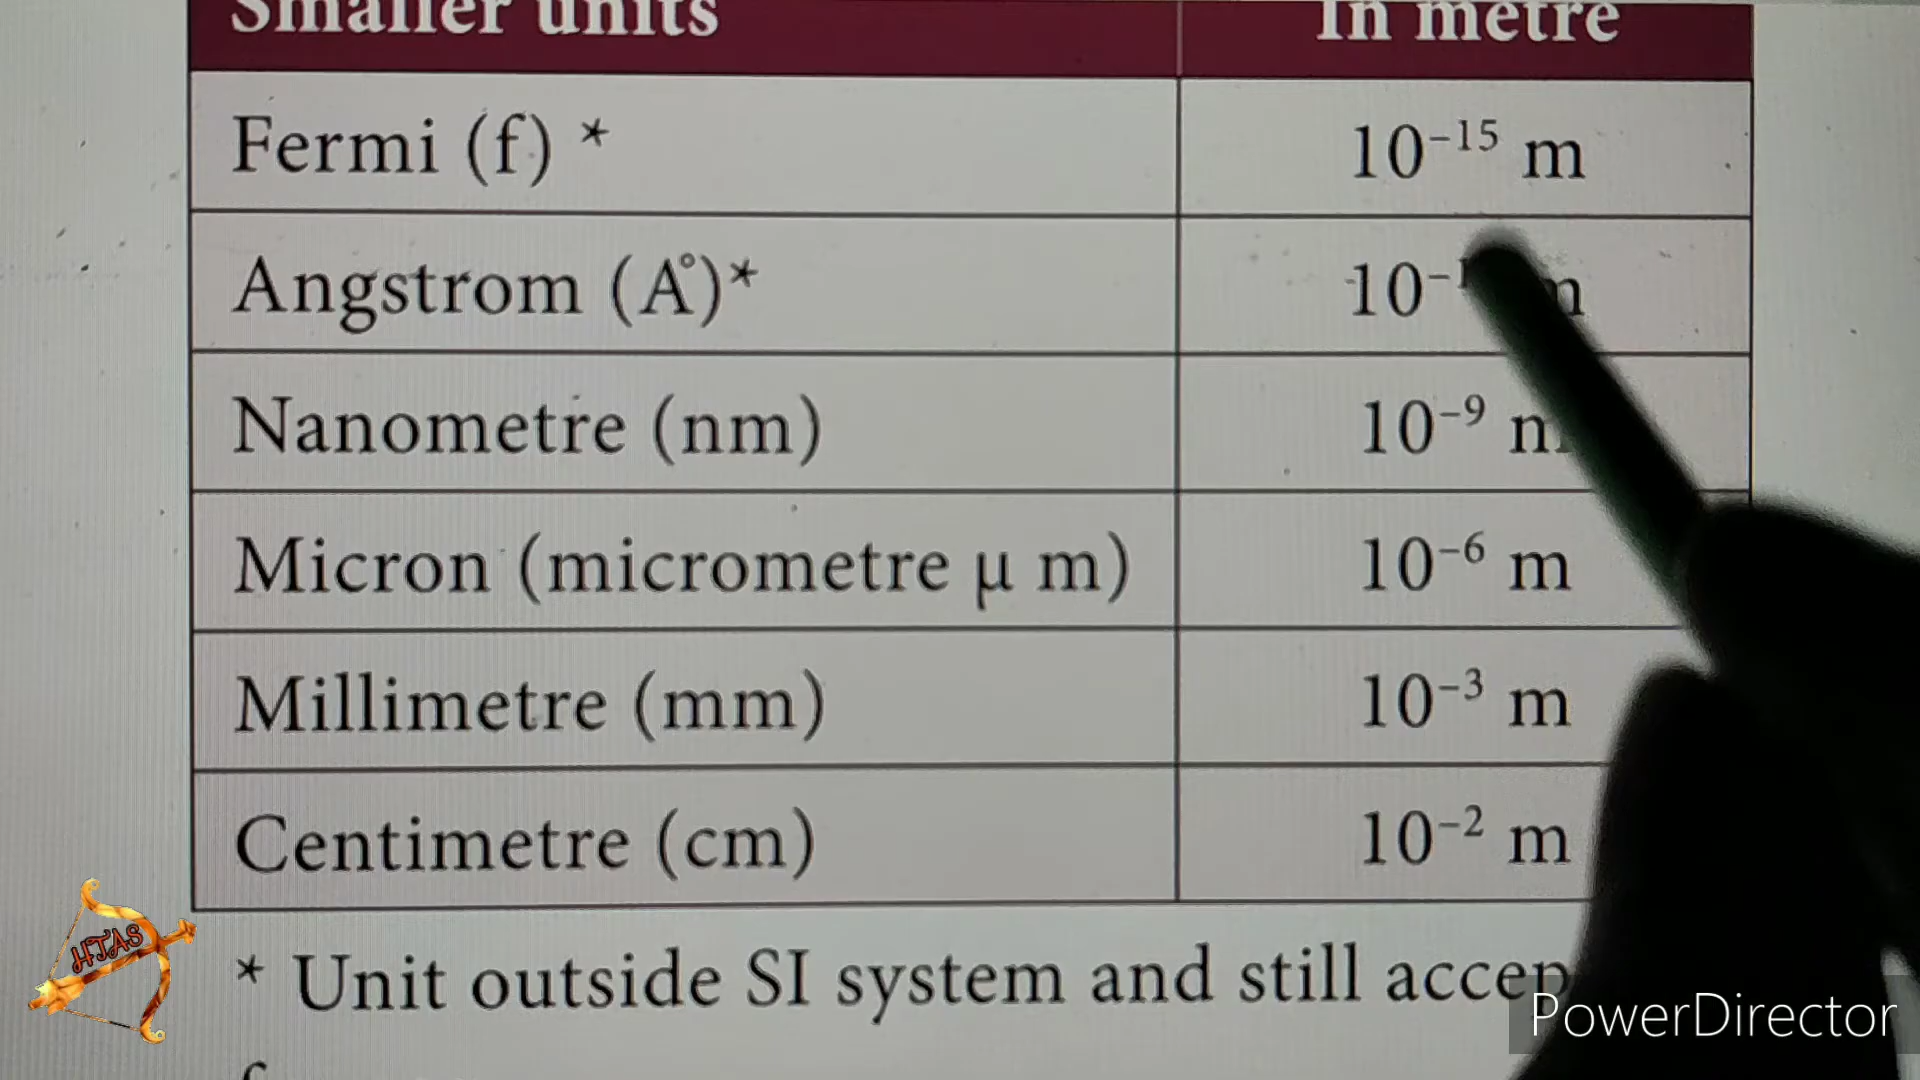 Smaller units In metre
Fermi (f) * 10⁻¹⁵ m
Angstrom (Å)*
Nanometre (nm) 10⁻⁹
Micron (micrometre μ m) 10⁻⁶ m
Millimetre (mm) 10⁻³ m
Centimetre (cm) 10⁻² m
* Unit outside SI system and still
HTAS
PowerDirector